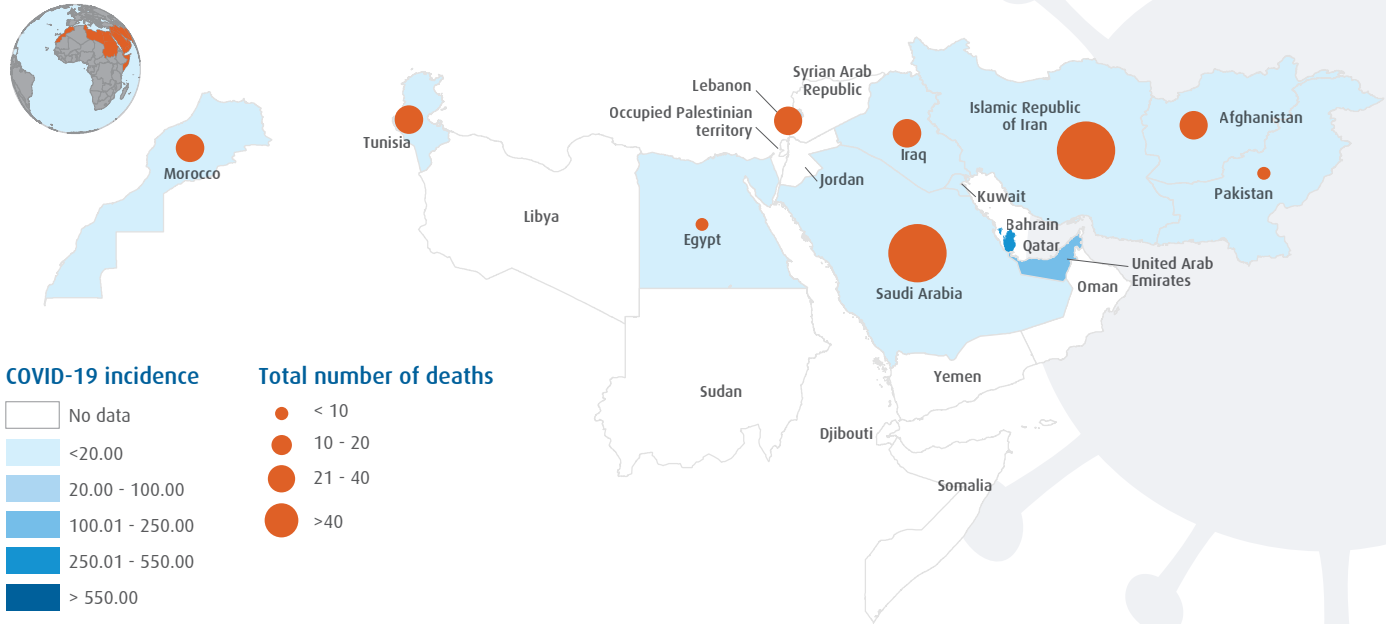 Lebanon
Syrian Arab
Republic
Occupied Palestinian
territory
Islamic Republic
of Iran
Afghanistan
Tunisia
Morocco
Iraq
Jordan
Kuwait
Pakistan
Libya
Egypt
Bahrain
Qatar
United Arab
Emirates
Saudi Arabia
Oman
Yemen
Sudan
Djibouti
Somalia
COVID-19 incidence
No data
<20.00
20.00 - 100.00
100.01 - 250.00
250.01 - 550.00
> 550.00
Total number of deaths
< 10
10 - 20
21 - 40
>40